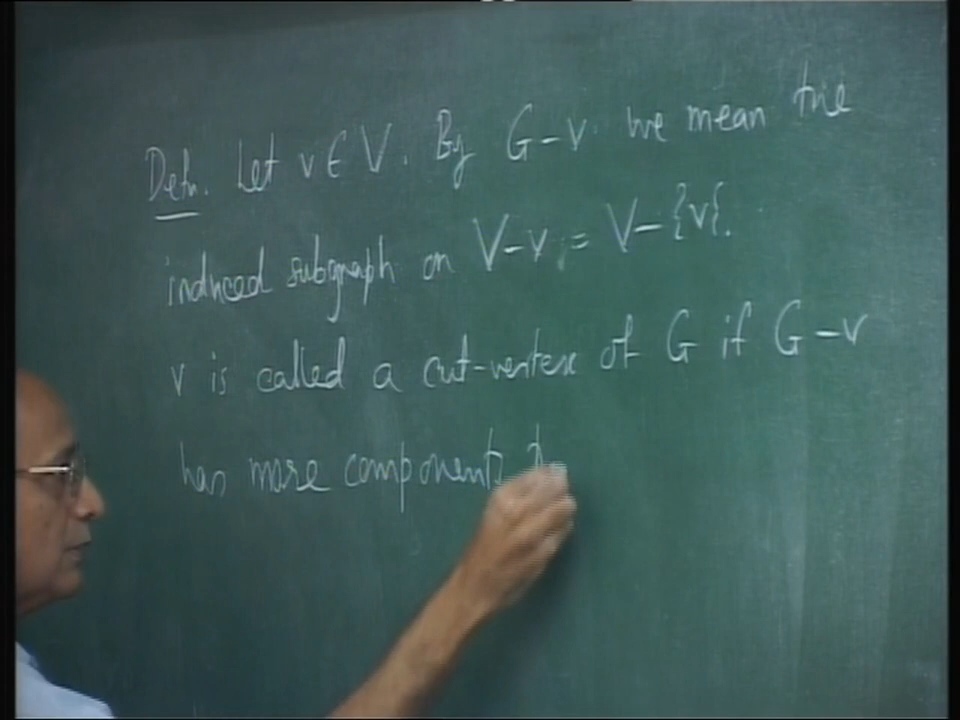 Defn. Let v ∈ V. By G-v we mean the
induced subgraph on V-v = V-{v}.
v is called a cut-vertex of G if G-v
has more components